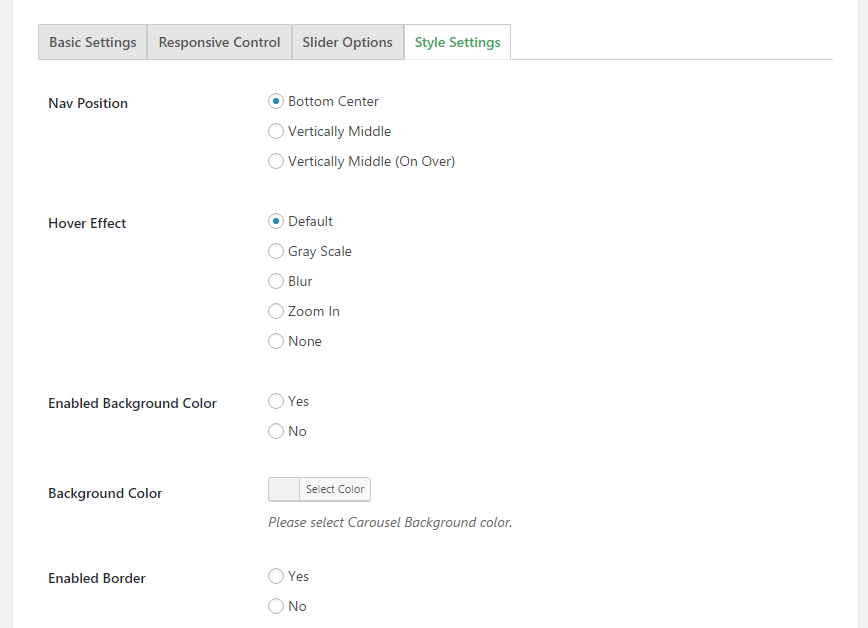 Basic Settings Responsive Control Slider Options Style Settings
Nav Position Bottom Center
Vertically Middle
Vertically Middle (On Over)
Hover Effect Default
Gray Scale
Blur
Zoom In
None
Enabled Background Color Yes
No
Background Color Select Color
Please select Carousel Background color.
Enabled Border Yes
No